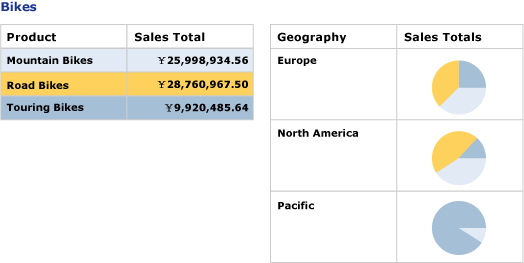 Bikes
Product Sales Total
Mountain Bikes ¥25,998,934.56
Road Bikes ¥28,760,967.50
Touring Bikes ¥9,920,485.64
Geography Sales Totals
Europe
North America
Pacific